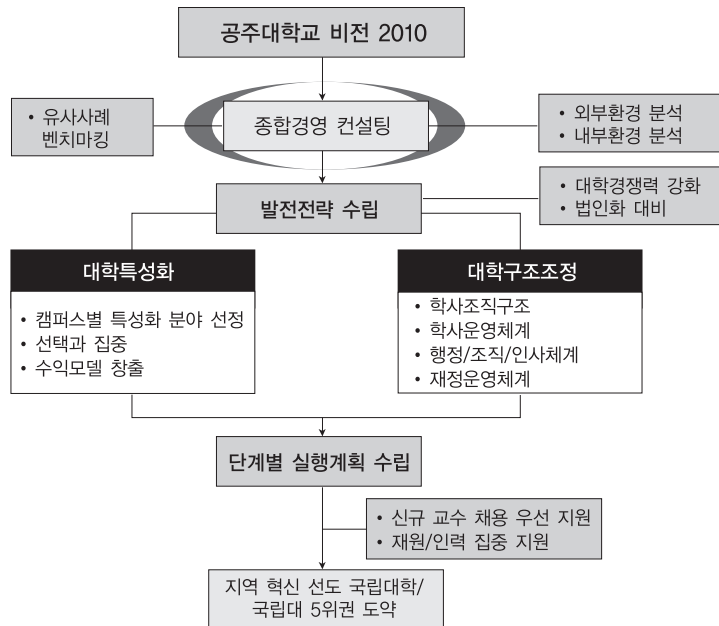 공주대학교 비전 2010
• 유사사례
벤치마킹
종합경영 컨설팅
• 외부환경 분석
• 내부환경 분석
발전전략 수립
• 대학경쟁력 강화
• 법인화 대비
대학특성화
• 캠퍼스별 특성화 분야 선정
• 선택과 집중
• 수익모델 창출
대학구조조정
• 학사조직구조
• 학사운영체계
• 행정/조직/인사체계
• 재정운영체계
단계별 실행계획 수립
• 신규 교수 채용 우선 지원
• 재원/인력 집중 지원
지역 혁신 선도 국립대학/
국립대 5위권 도약